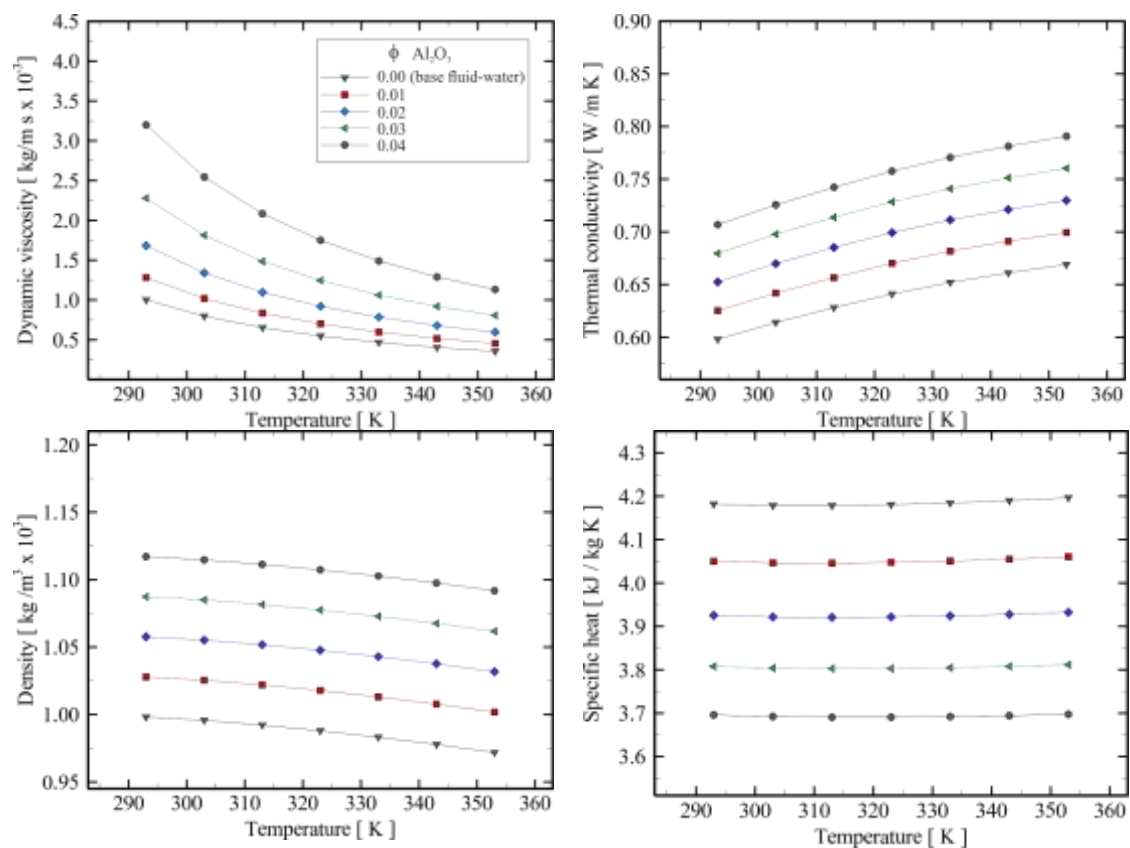 4.5
4.0
3.5
3.0
2.5
2.0
1.5
1.0
0.5
Dynamic viscosity [ kg/m s x 10⁻³]
ϕ Al₂O₃
0.00 (base fluid-water)
0.01
0.02
0.03
0.04
290 300 310 320 330 340 350 360
Temperature [ K ]
0.90
0.85
0.80
0.75
0.70
0.65
0.60
Thermal conductivity [ W /m K ]
290 300 310 320 330 340 350 360
Temperature [ K ]
1.20
1.15
1.10
1.05
1.00
0.95
Density [ kg /m³ x 10³]
290 300 310 320 330 340 350 360
Temperature [ K ]
4.3
4.2
4.1
4.0
3.9
3.8
3.7
3.6
Specific heat [ kJ / kg K ]
290 300 310 320 330 340 350 360
Temperature [ K ]